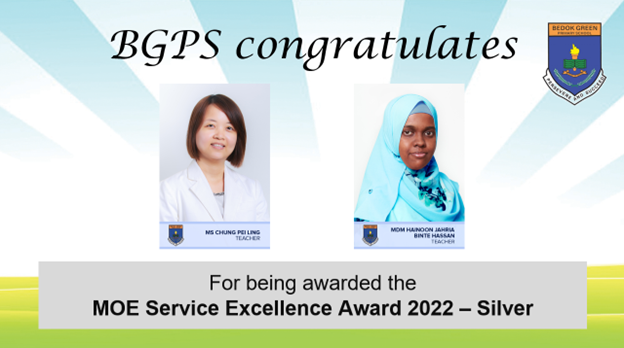 BGPS congratulates
BEDOK GREEN
PRIMARY SCHOOL
PERSEVERE AND SUCCEED
MS CHUNG PEI LING
TEACHER
MDM HAINOON JAHRIA
BINTE HASSAN
TEACHER
For being awarded the
MOE Service Excellence Award 2022 – Silver